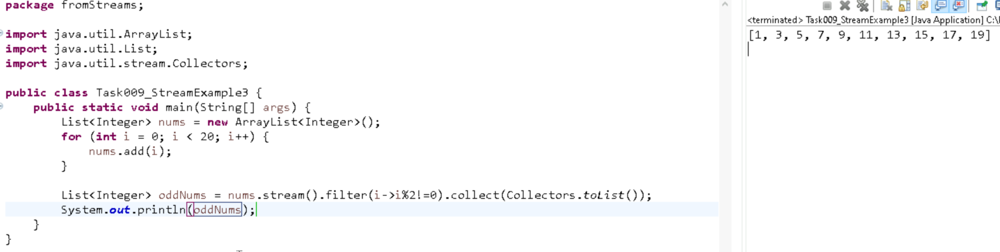 package fromStreams;
import java.util.ArrayList;
import java.util.List;
import java.util.stream.Collectors;
public class Task009_StreamExample3 {
public static void main(String[] args) {
List<Integer> nums = new ArrayList<Integer>();
for (int i = 0; i < 20; i++) {
nums.add(i);
}
List<Integer> oddNums = nums.stream().filter(i->i%2!=0).collect(Collectors.toList());
System.out.println(oddNums);
}
}
<terminated> Task009_StreamExample3 [Java Application] C:\
[1, 3, 5, 7, 9, 11, 13, 15, 17, 19]